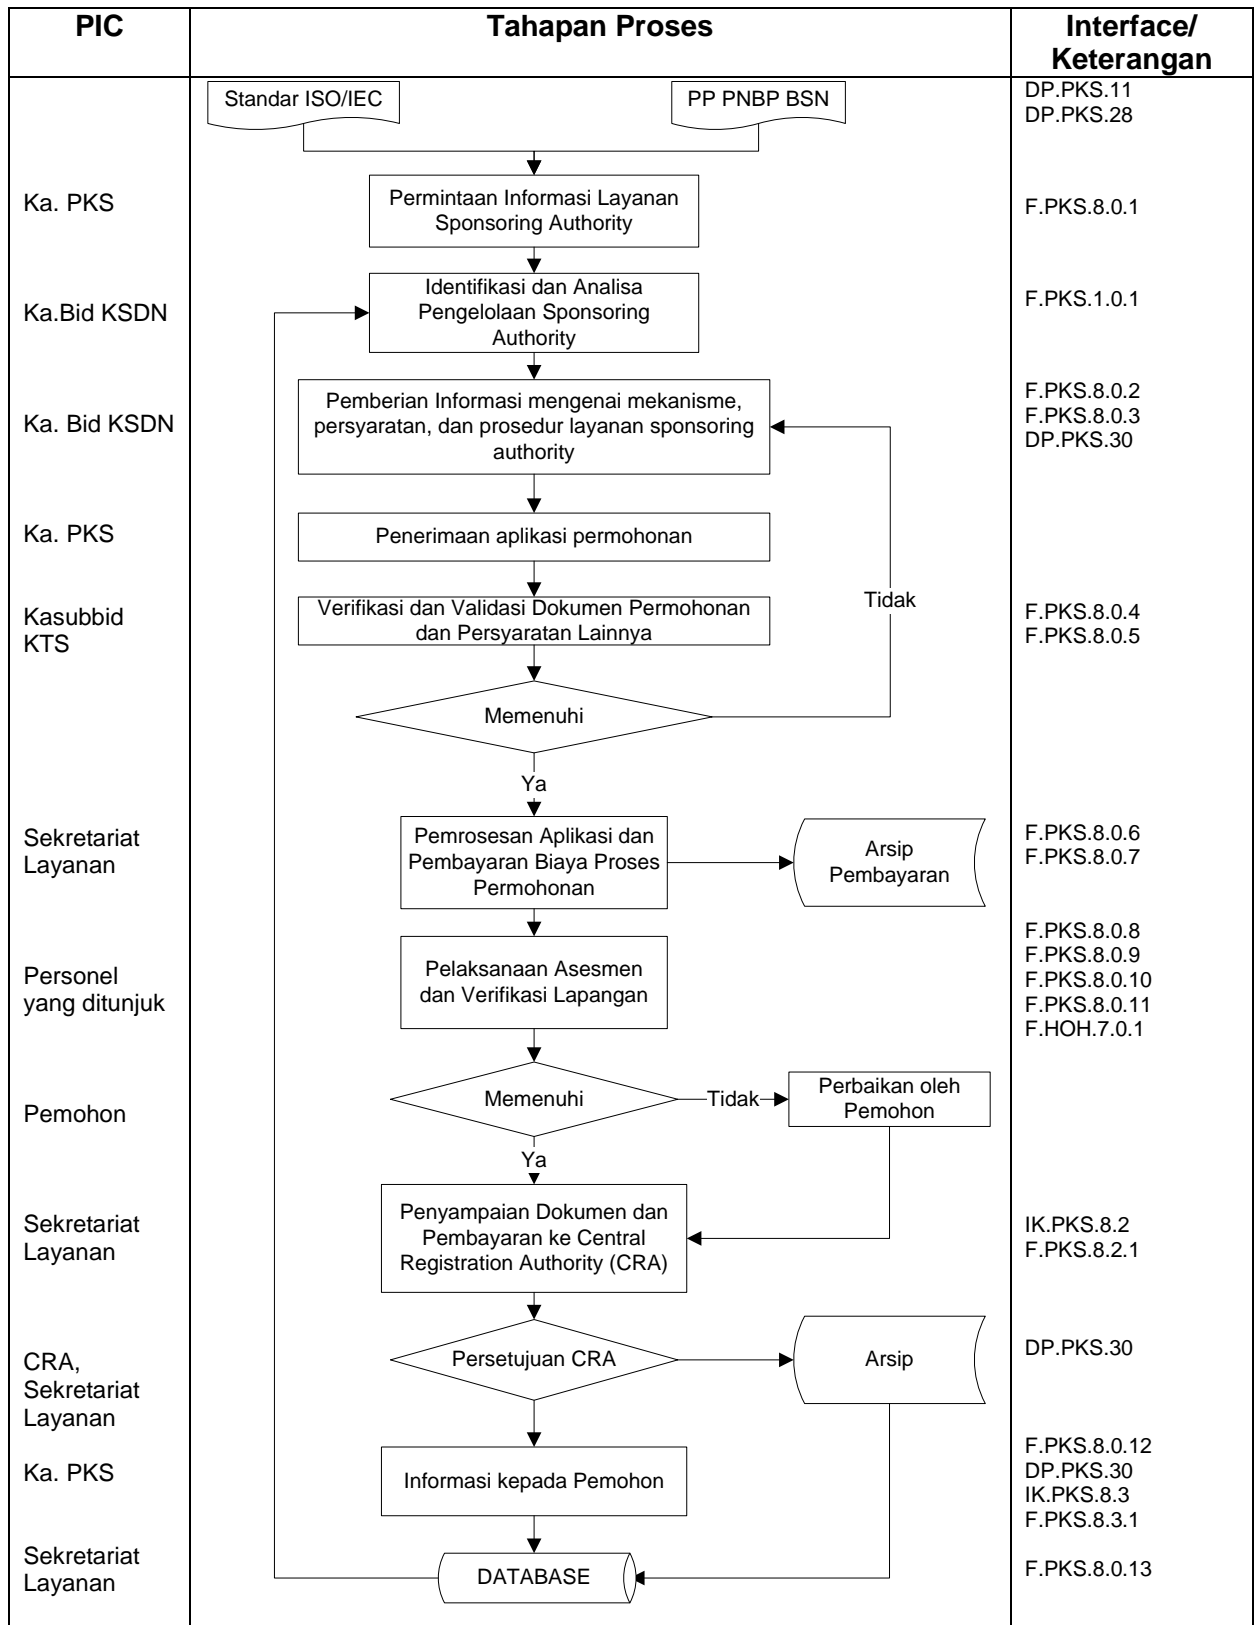 PIC
Tahapan Proses
Interface/
Keterangan
Standar ISO/IEC
PP PNBP BSN
DP.PKS.11
DP.PKS.28
Ka. PKS
Permintaan Informasi Layanan
Sponsoring Authority
F.PKS.8.0.1
Ka.Bid KSDN
Identifikasi dan Analisa
Pengelolaan Sponsoring
Authority
F.PKS.1.0.1
Ka. Bid KSDN
Pemberian Informasi mengenai mekanisme,
persyaratan, dan prosedur layanan sponsoring
authority
F.PKS.8.0.2
F.PKS.8.0.3
DP.PKS.30
Ka. PKS
Penerimaan aplikasi permohonan
Tidak
Kasubbid
KTS
Verifikasi dan Validasi Dokumen Permohonan
dan Persyaratan Lainnya
F.PKS.8.0.4
F.PKS.8.0.5
Memenuhi
Ya
Sekretariat
Layanan
Pemrosesan Aplikasi dan
Pembayaran Biaya Proses
Permohonan
Arsip
Pembayaran
F.PKS.8.0.6
F.PKS.8.0.7
Personel
yang ditunjuk
Pelaksanaan Asesmen
dan Verifikasi Lapangan
F.PKS.8.0.8
F.PKS.8.0.9
F.PKS.8.0.10
F.PKS.8.0.11
F.HOH.7.0.1
Pemohon
Memenuhi
Tidak
Perbaikan oleh
Pemohon
Ya
Sekretariat
Layanan
Penyampaian Dokumen dan
Pembayaran ke Central
Registration Authority (CRA)
IK.PKS.8.2
F.PKS.8.2.1
CRA,
Sekretariat
Layanan
Persetujuan CRA
Arsip
DP.PKS.30
Ka. PKS
Informasi kepada Pemohon
F.PKS.8.0.12
DP.PKS.30
IK.PKS.8.3
F.PKS.8.3.1
Sekretariat
Layanan
DATABASE
F.PKS.8.0.13